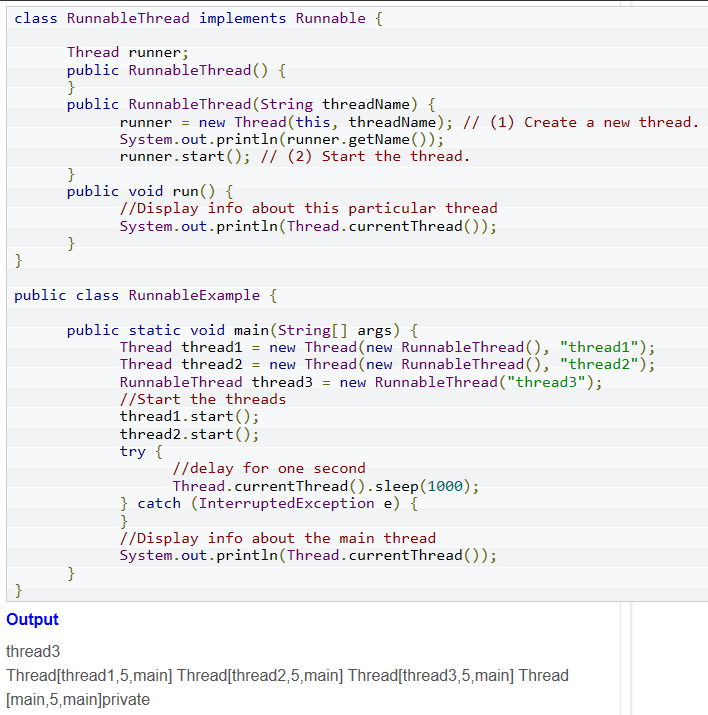 class RunnableThread implements Runnable {
Thread runner;
public RunnableThread() {
}
public RunnableThread(String threadName) {
runner = new Thread(this, threadName); // (1) Create a new thread.
System.out.println(runner.getName());
runner.start(); // (2) Start the thread.
}
public void run() {
//Display info about this particular thread
System.out.println(Thread.currentThread());
}
}
public class RunnableExample {
public static void main(String[] args) {
Thread thread1 = new Thread(new RunnableThread(), "thread1");
Thread thread2 = new Thread(new RunnableThread(), "thread2");
RunnableThread thread3 = new RunnableThread("thread3");
//Start the threads
thread1.start();
thread2.start();
try {
//delay for one second
Thread.currentThread().sleep(1000);
} catch (InterruptedException e) {
}
//Display info about the main thread
System.out.println(Thread.currentThread());
}
}
Output
thread3
Thread[thread1,5,main] Thread[thread2,5,main] Thread[thread3,5,main] Thread
[main,5,main]private